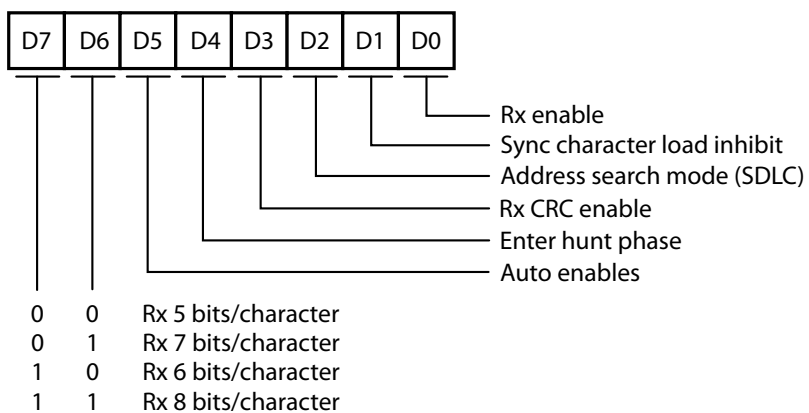 D7 D6 D5 D4 D3 D2 D1 D0
Rx enable
Sync character load inhibit
Address search mode (SDLC)
Rx CRC enable
Enter hunt phase
Auto enables
0 0 Rx 5 bits/character
0 1 Rx 7 bits/character
1 0 Rx 6 bits/character
1 1 Rx 8 bits/character